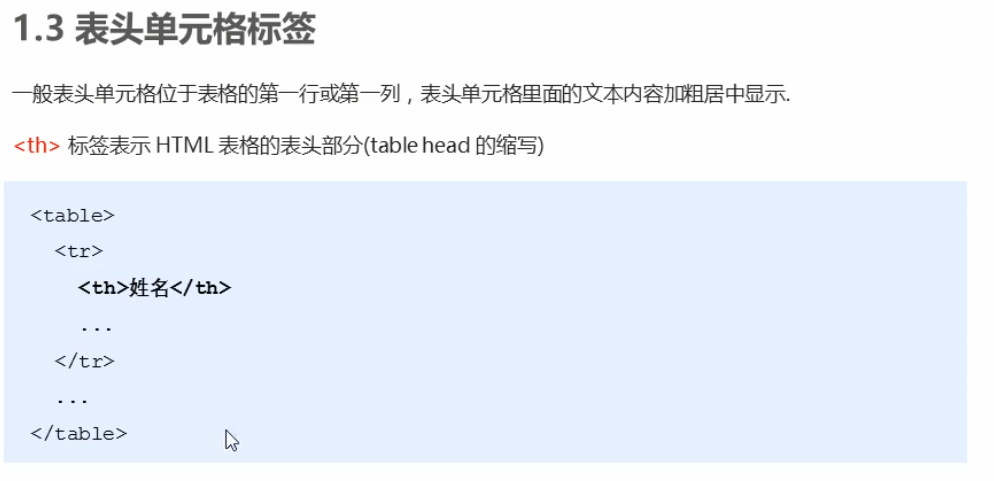 1.3 表头单元格标签
一般表头单元格位于表格的第一行或第一列，表头单元格里面的文本内容加粗居中显示.
<th> 标签表示 HTML 表格的表头部分(table head 的缩写)
<table>
<tr>
<th>姓名</th>
...
</tr>
...
</table>